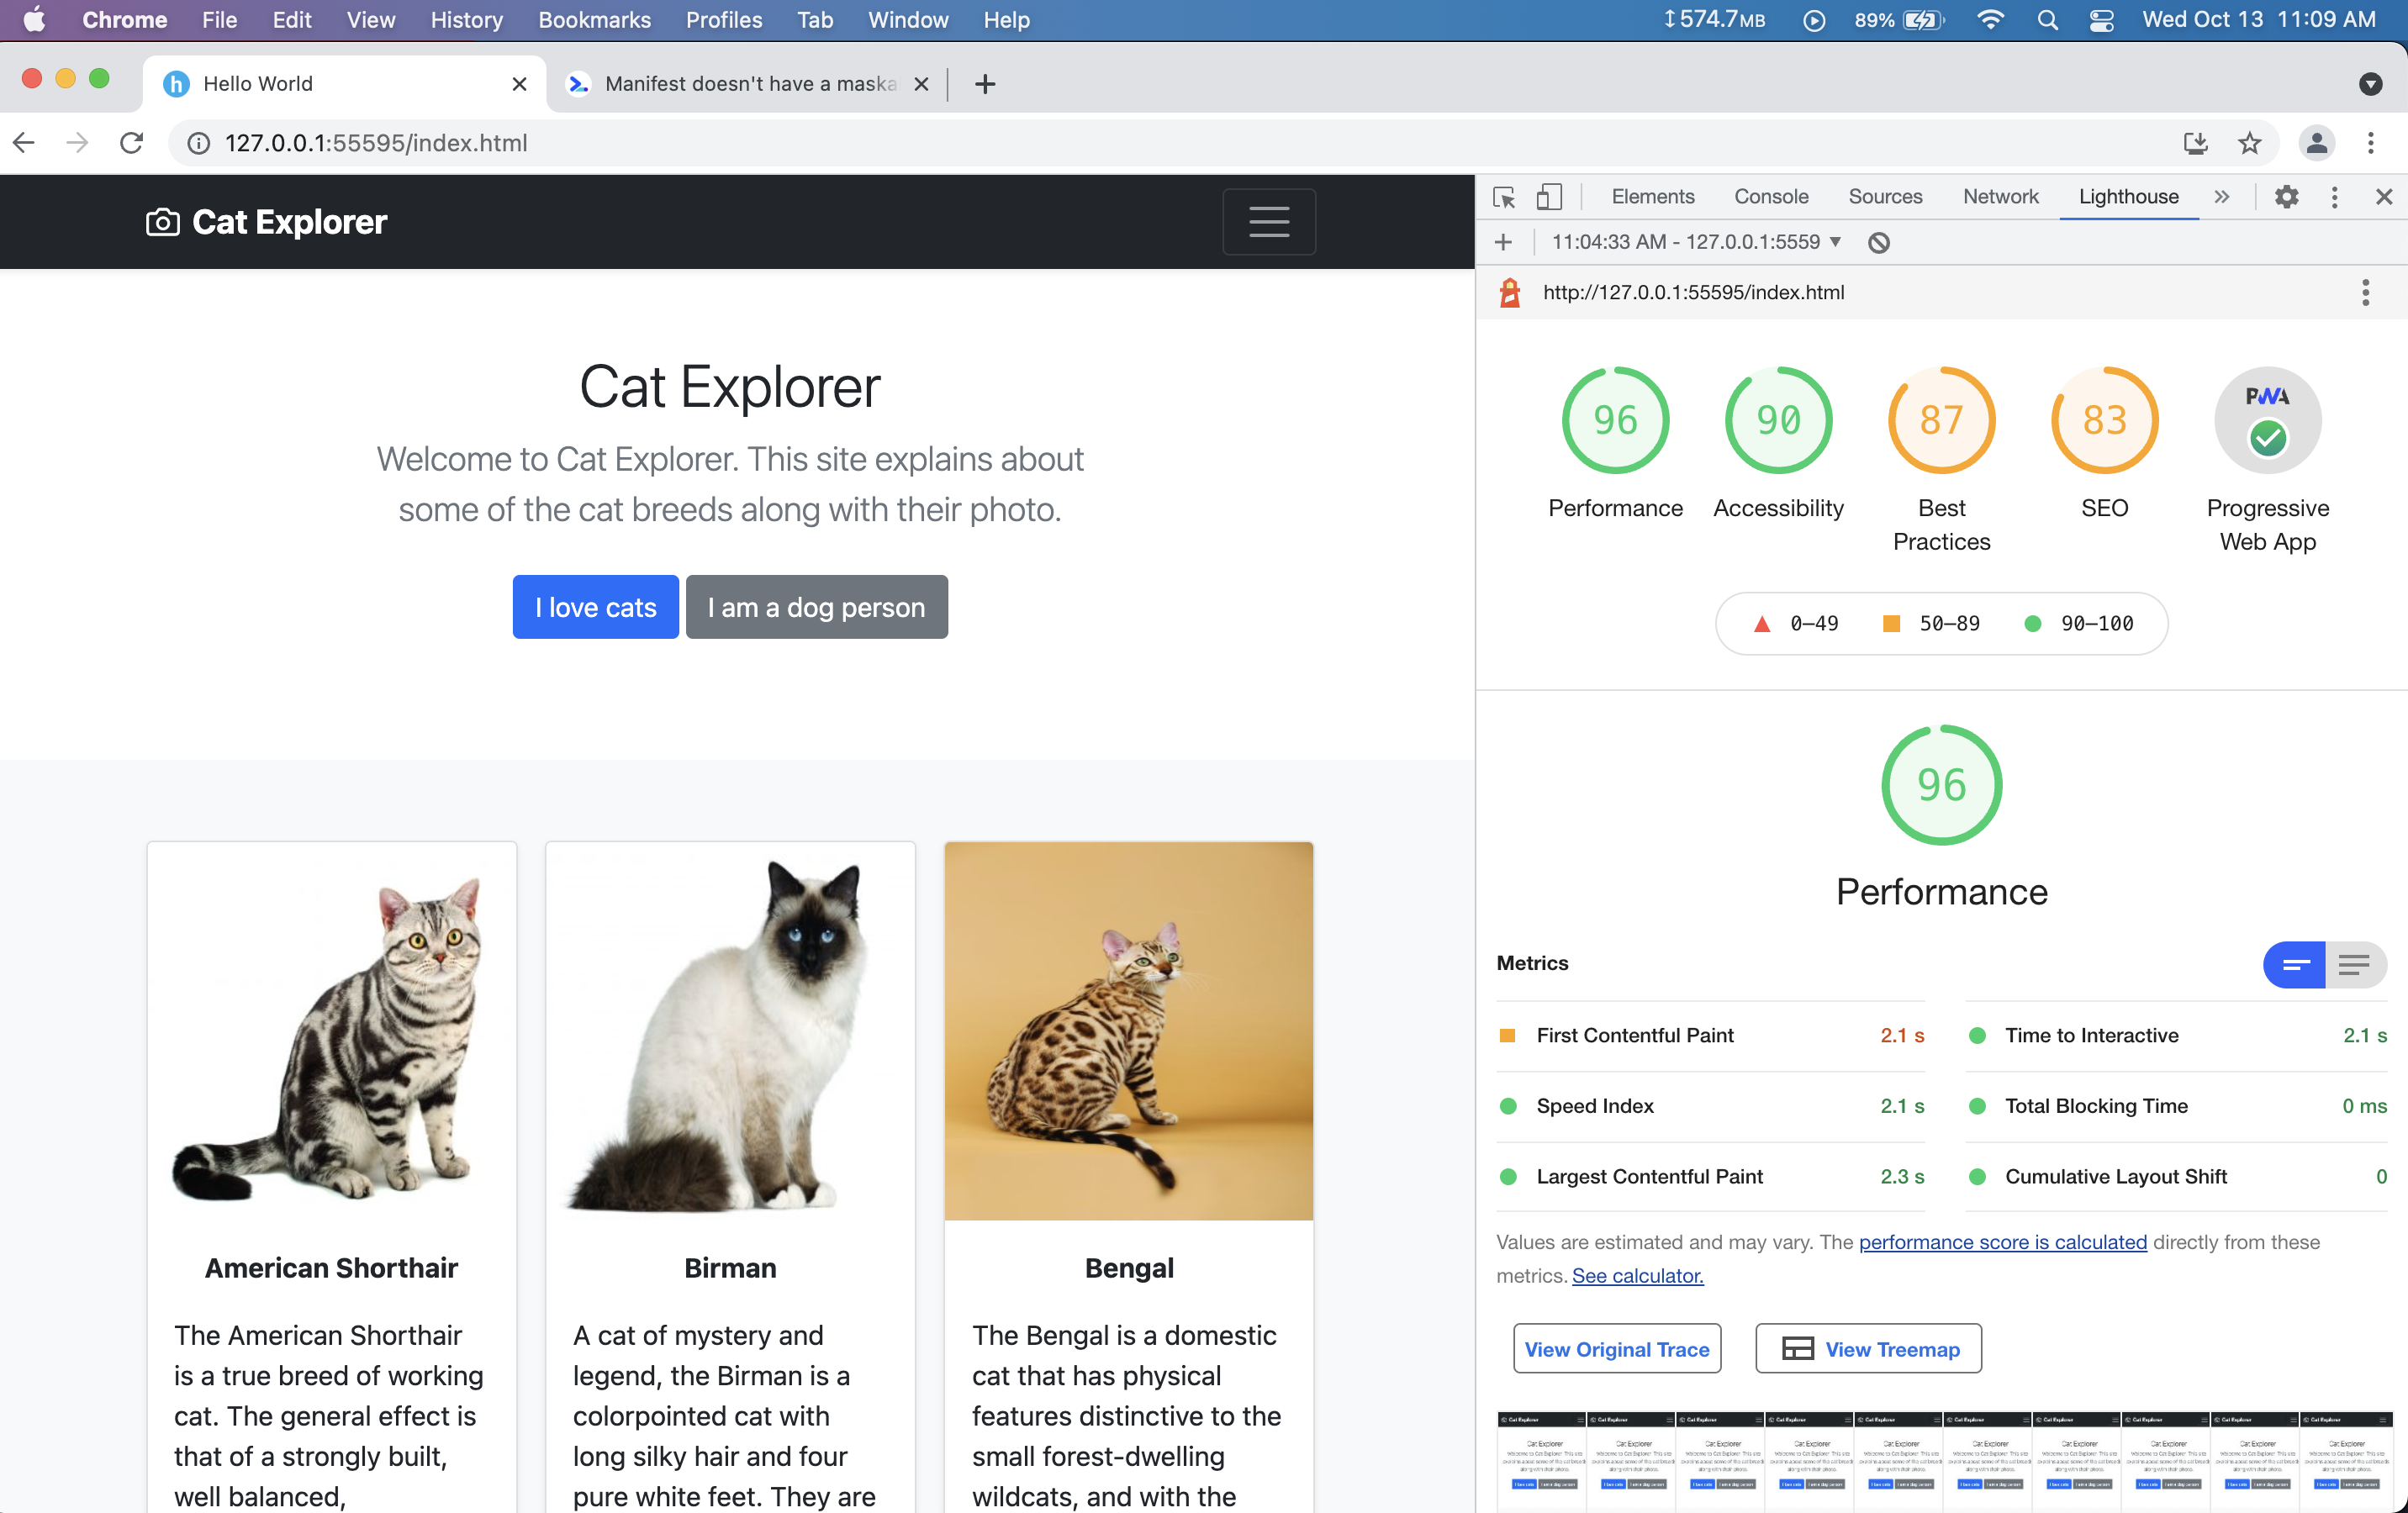 Chrome File Edit View History Bookmarks Profiles Tab Window Help 574.7MB 89% Wed Oct 13 11:09 AM
Hello World
Manifest doesn't have a maska
127.0.0.1:55595/index.html
Cat Explorer
Cat Explorer
Welcome to Cat Explorer. This site explains about
some of the cat breeds along with their photo.
I love cats
I am a dog person
American Shorthair
The American Shorthair
is a true breed of working
cat. The general effect is
that of a strongly built,
well balanced,
Birman
A cat of mystery and
legend, the Birman is a
colorpointed cat with
long silky hair and four
pure white feet. They are
Bengal
The Bengal is a domestic
cat that has physical
features distinctive to the
small forest-dwelling
wildcats, and with the
Elements Console Sources Network Lighthouse
11:04:33 AM - 127.0.0.1:5559
http://127.0.0.1:55595/index.html
96
Performance
90
Accessibility
87
Best
Practices
83
SEO
PWA
Progressive
Web App
0–49 50–89 90–100
96
Performance
Metrics
First Contentful Paint 2.1 s
Time to Interactive 2.1 s
Speed Index 2.1 s
Total Blocking Time 0 ms
Largest Contentful Paint 2.3 s
Cumulative Layout Shift 0
Values are estimated and may vary. The performance score is calculated directly from these
metrics. See calculator.
View Original Trace
View Treemap